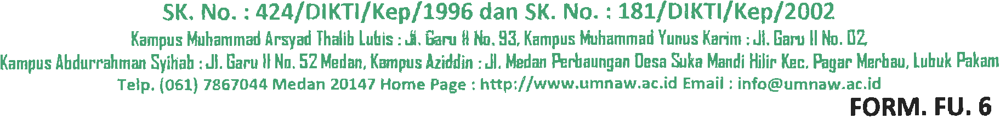 SK. No. : 424/DIKTI/Kep/1996 dan SK. No. : 181/DIKTI/Kep/2002
Kampus Muhammad Arsyad Thalib Lubis : Jl. Garu II No. 93, Kampus Muhammad Yunus Karim : Jl. Garu II No. 02,
Kampus Abdurrahman Syihab : Jl. Garu II No. 52 Medan, Kampus Aziddin : Jl. Medan Perbaungan Desa Suka Mandi Hilir Kec. Pagar Merbau, Lubuk Pakam
Telp. (061) 7867044 Medan 20147 Home Page : http://www.umnaw.ac.id Email : info@umnaw.ac.id
FORM. FU. 6